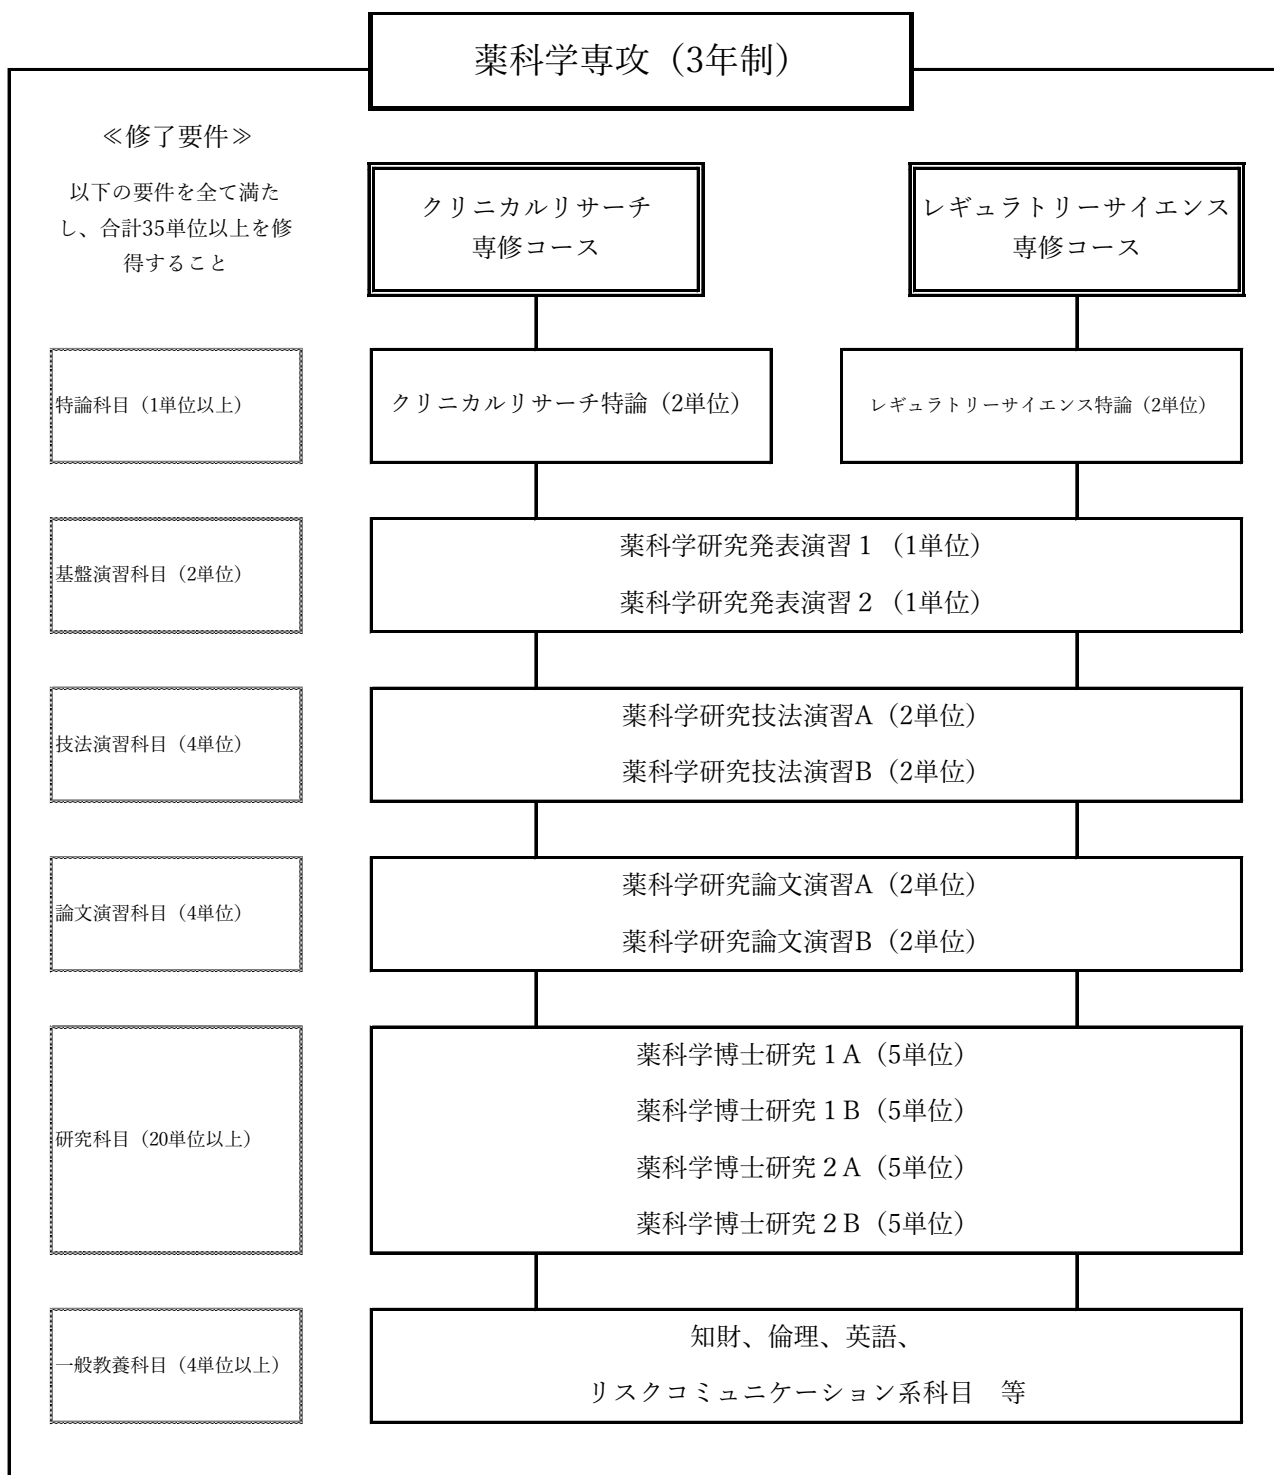 薬科学専攻（3年制）
≪修了要件≫
以下の要件を全て満た
し、合計35単位以上を修
得すること
クリニカルリサーチ
専修コース
レギュラトリーサイエンス
専修コース
特論科目（1単位以上）
クリニカルリサーチ特論（2単位）
レギュラトリーサイエンス特論（2単位）
基盤演習科目（2単位）
薬科学研究発表演習１（1単位）
薬科学研究発表演習２（1単位）
技法演習科目（4単位）
薬科学研究技法演習A（2単位）
薬科学研究技法演習B（2単位）
論文演習科目（4単位）
薬科学研究論文演習A（2単位）
薬科学研究論文演習B（2単位）
研究科目（20単位以上）
薬科学博士研究１A（5単位）
薬科学博士研究１B（5単位）
薬科学博士研究２A（5単位）
薬科学博士研究２B（5単位）
一般教養科目（4単位以上）
知財、倫理、英語、
リスクコミュニケーション系科目　等